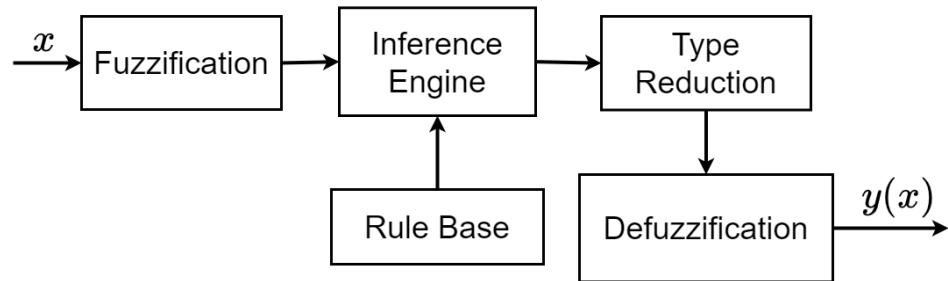 x
Fuzzification
Inference
Engine
Type
Reduction
Rule Base
Defuzzification
y(x)